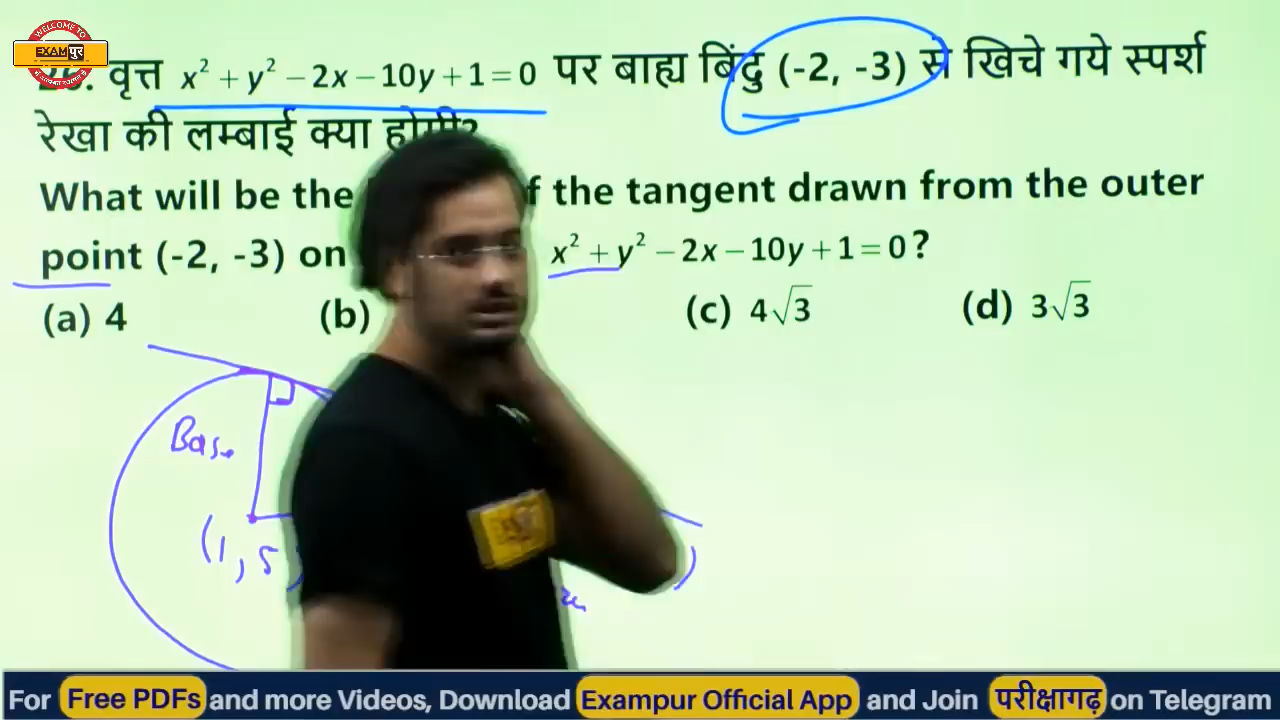 WELCOME TO
EXAMपुर
वृत्त x² + y² − 2x − 10y + 1 = 0 पर बाह्य बिंदु (-2, -3) से खिचे गये स्पर्श
रेखा की लम्बाई क्या होगी?
What will be the of the tangent drawn from the outer
point (-2, -3) on x² + y² − 2x − 10y + 1 = 0?
(a) 4 (b) (c) 4√3 (d) 3√3
Base
(1, 5)
For Free PDFs and more Videos, Download Exampur Official App and Join परीक्षागढ़ on Telegram